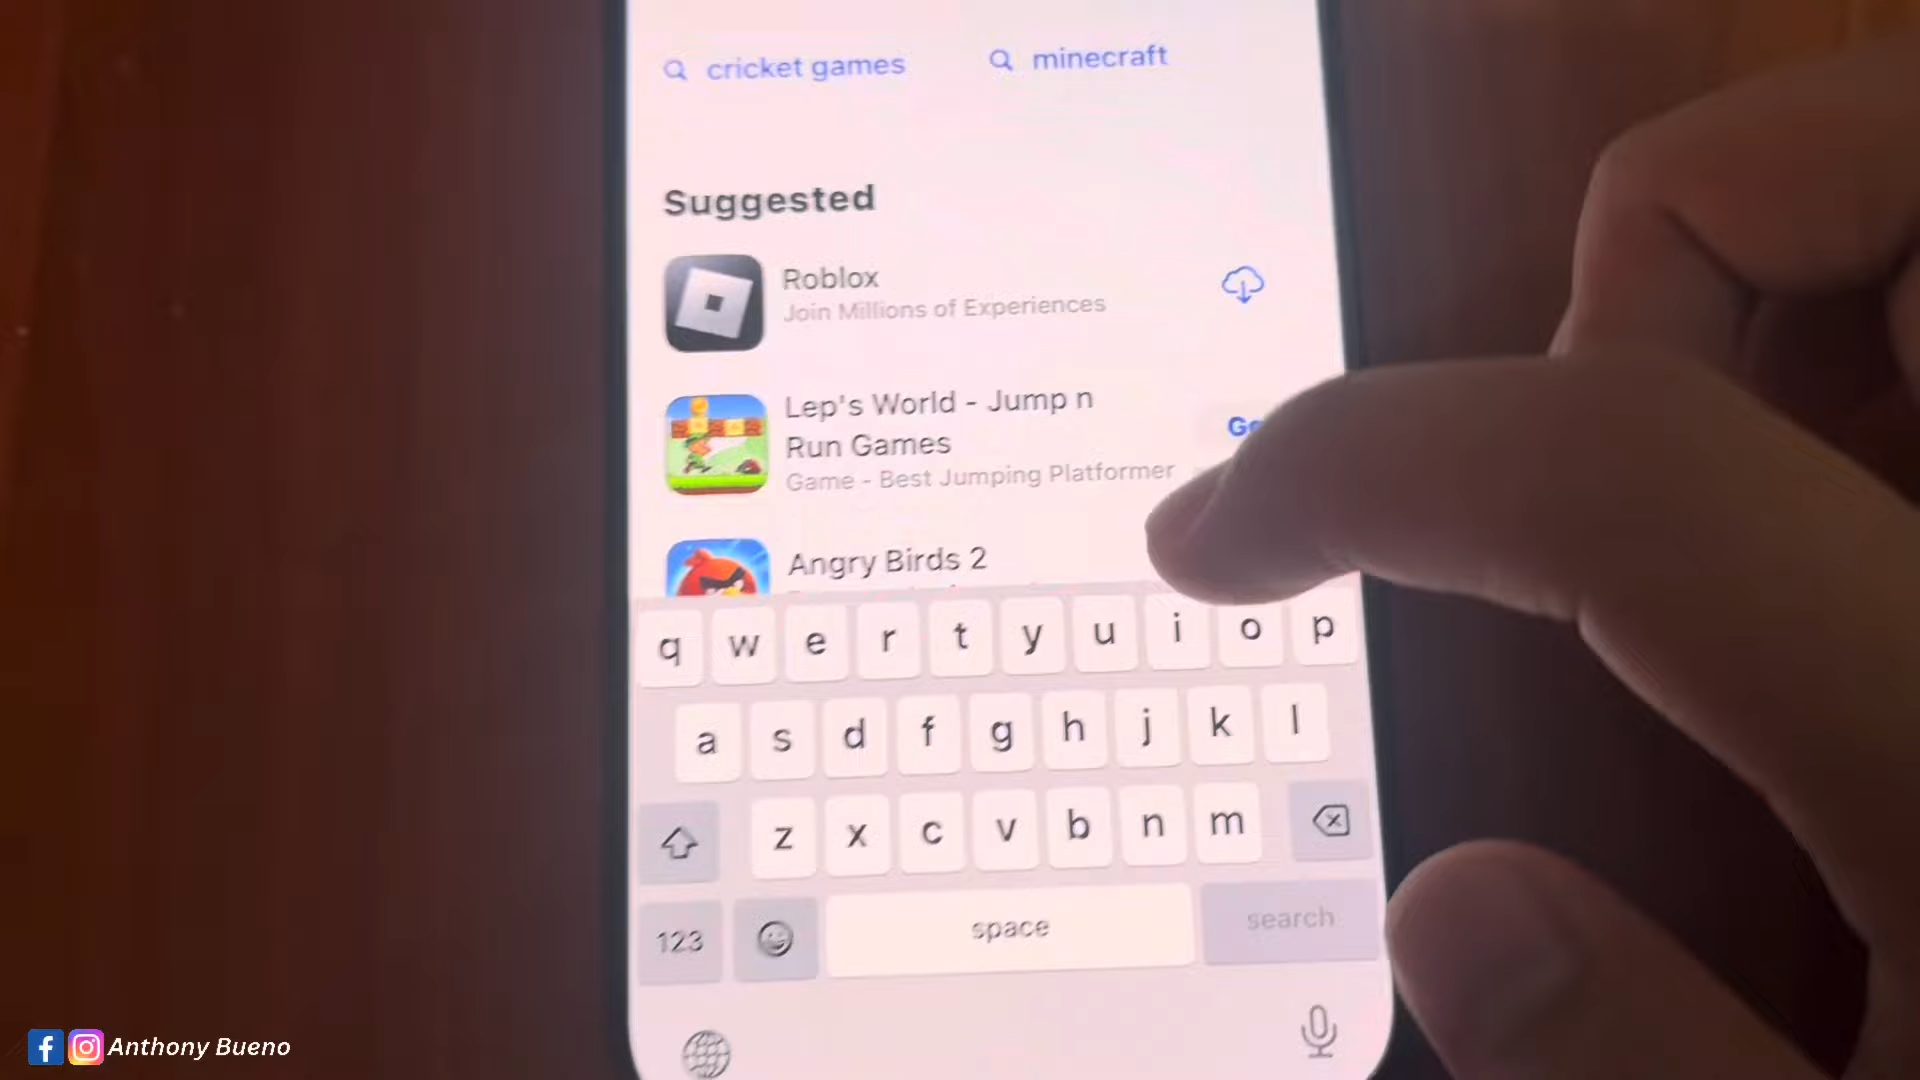 cricket games
minecraft
Suggested
Roblox
Join Millions of Experiences
Lep's World - Jump n
Run Games
Game - Best Jumping Platformer
Angry Birds 2
q w e r t y u i o p
a s d f g h j k l
z x c v b n m
123
space
search
Anthony Bueno